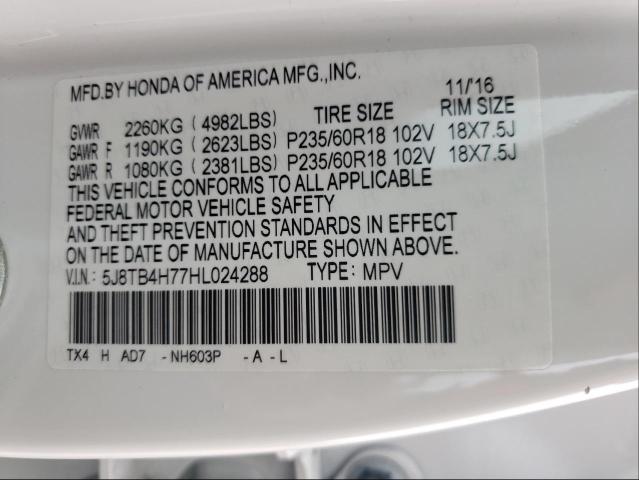 MFD.BY HONDA OF AMERICA MFG.,INC. 11/'16
TIRE SIZE RIM SIZE
GVWR 2260KG ( 4982LBS)
GAWR F 1190KG ( 2623LBS) P235/60R18 102V 18X7.5J
GAWR R 1080KG ( 2381LBS) P235/60R18 102V 18X7.5J
THIS VEHICLE CONFORMS TO ALL APPLICABLE
FEDERAL MOTOR VEHICLE SAFETY
AND THEFT PREVENTION STANDARDS IN EFFECT
ON THE DATE OF MANUFACTURE SHOWN ABOVE.
V.I.N.: 5J8TB4H77HL024288 TYPE: MPV
TX4 H AD7 - NH603P - A - L